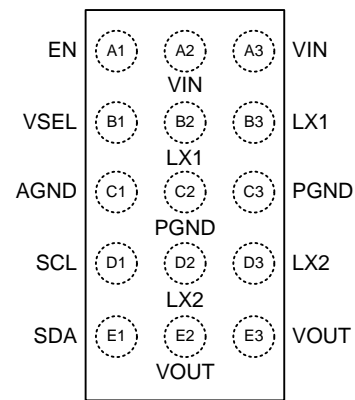 EN A1 A2 A3 VIN
VIN
VSEL B1 B2 B3 LX1
LX1
AGND C1 C2 C3 PGND
PGND
SCL D1 D2 D3 LX2
LX2
SDA E1 E2 E3 VOUT
VOUT